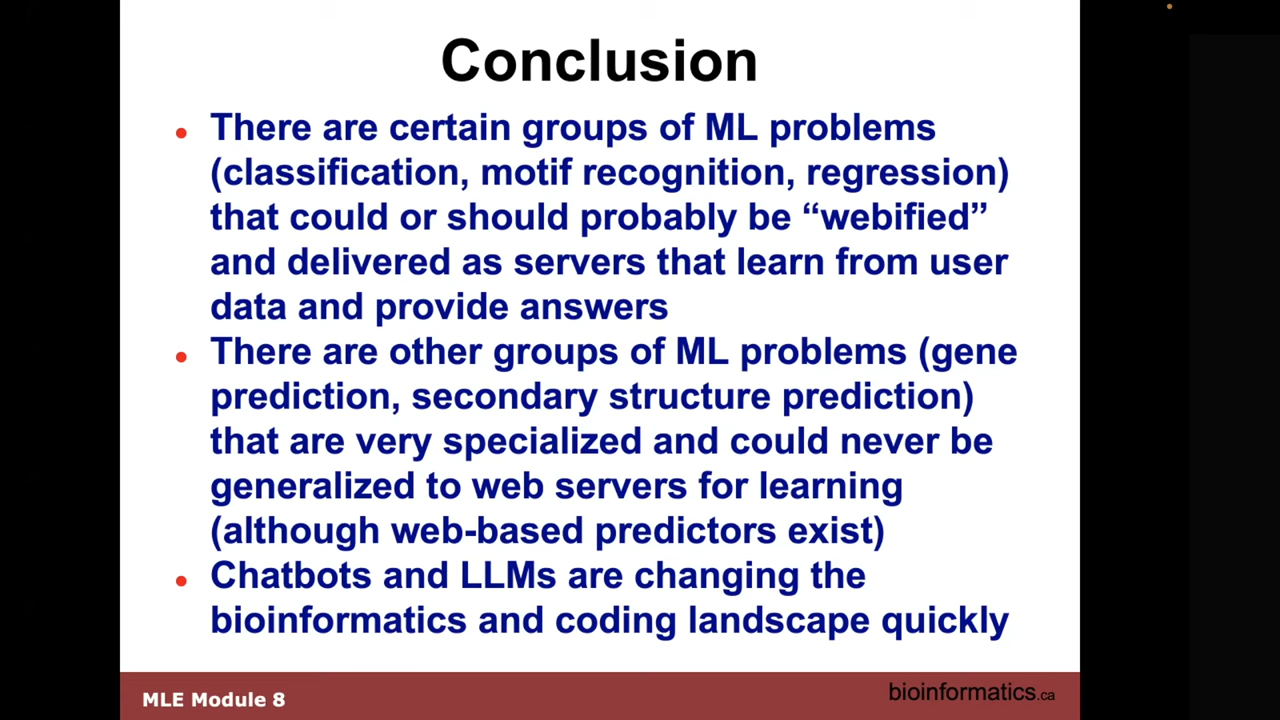 Conclusion
• There are certain groups of ML problems
(classification, motif recognition, regression)
that could or should probably be “webified”
and delivered as servers that learn from user
data and provide answers
• There are other groups of ML problems (gene
prediction, secondary structure prediction)
that are very specialized and could never be
generalized to web servers for learning
(although web-based predictors exist)
• Chatbots and LLMs are changing the
bioinformatics and coding landscape quickly
MLE Module 8
bioinformatics.ca